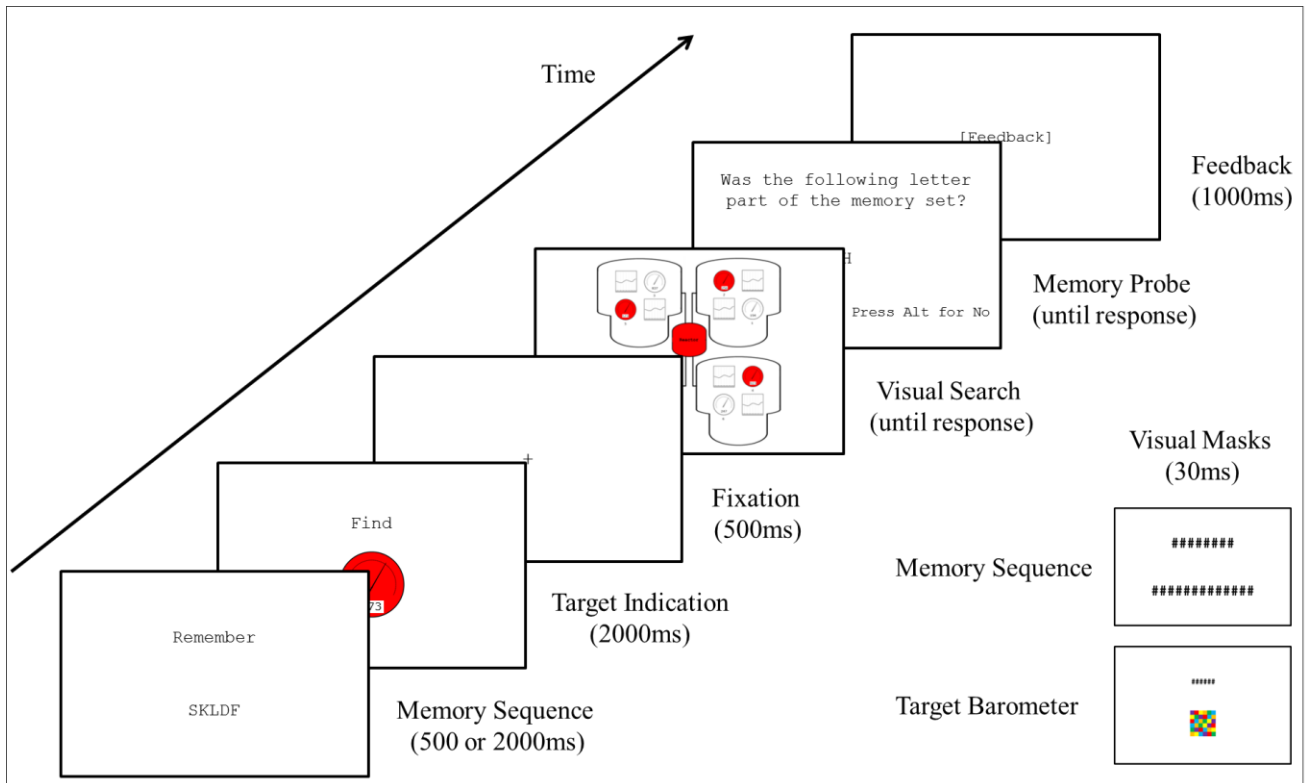 Time
[Feedback]
Feedback
(1000ms)
Was the following letter
part of the memory set?
H
Press Alt for No
Memory Probe
(until response)
Visual Search
(until response)
Visual Masks
(30ms)
+
Fixation
(500ms)
########
#############
Memory Sequence
Find
73
Target Indication
(2000ms)
Remember
SKLDF
Memory Sequence
(500 or 2000ms)
######
Target Barometer